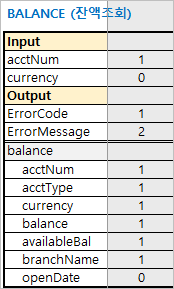 BALANCE (잔액조회)
Input
acctNum 1
currency 0
Output
ErrorCode 1
ErrorMessage 2
balance
acctNum 1
acctType 1
currency 1
balance 1
availableBal 1
branchName 1
openDate 0